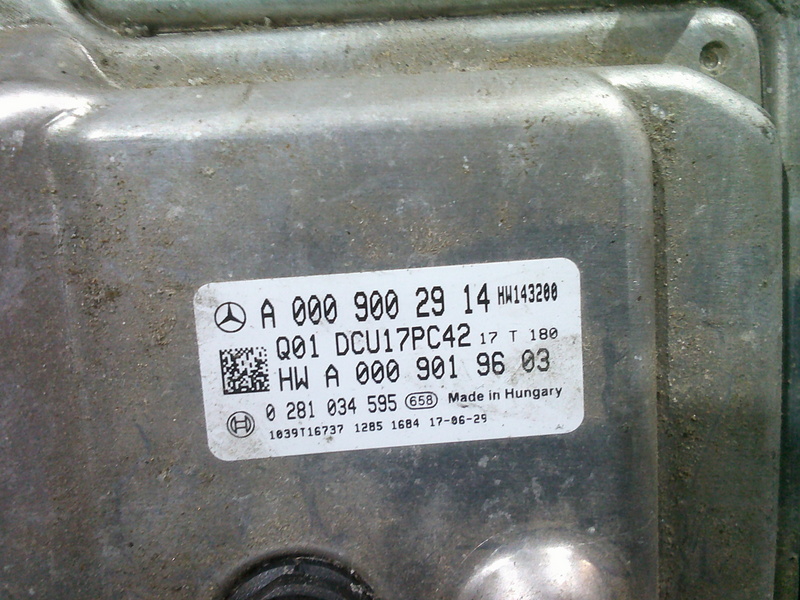 A 000 900 29 14 HW143200
Q01 DCU17PC42 17 T 180
HW A 000 901 96 03
0 281 034 595 658 Made in Hungary
1039T16737 1285 1684 17-06-29